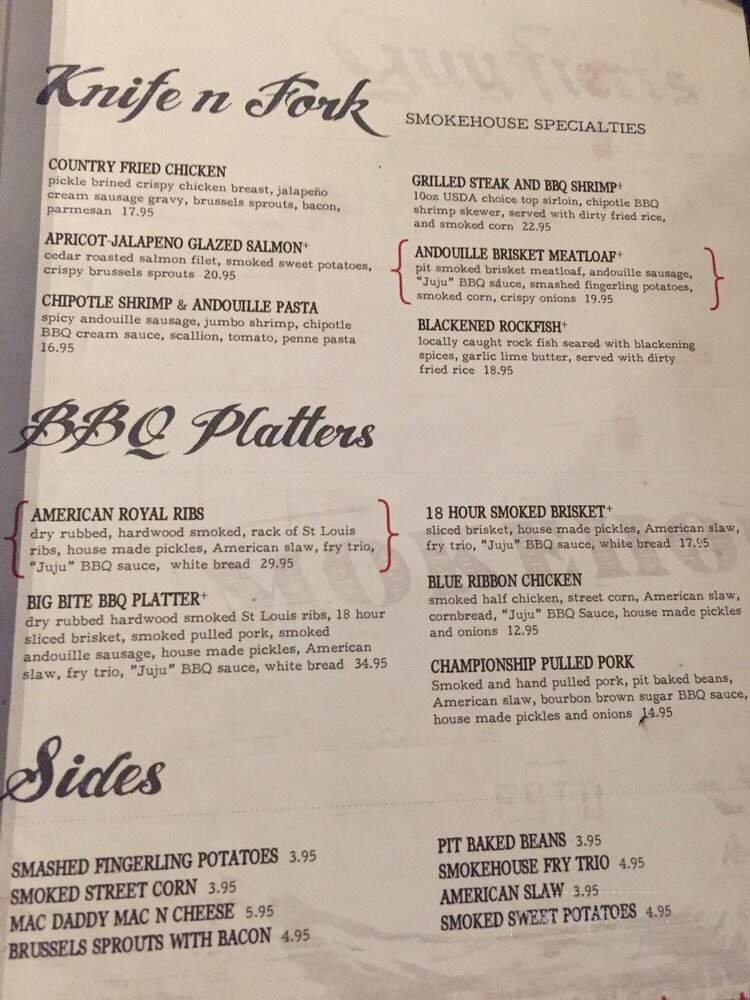 Knife n Fork
SMOKEHOUSE SPECIALTIES
COUNTRY FRIED CHICKEN
pickle brined crispy chicken breast, jalapeño
cream sausage gravy, brussels sprouts, bacon,
parmesan 17.95
APRICOT-JALAPENO GLAZED SALMON+
cedar roasted salmon filet, smoked sweet potatoes,
crispy brussels sprouts 20.95
CHIPOTLE SHRIMP & ANDOUILLE PASTA
spicy andouille sausage, jumbo shrimp, chipotle
BBQ cream sauce, scallion, tomato, penne pasta
16.95
GRILLED STEAK AND BBQ SHRIMP+
10oz USDA choice top sirloin, chipotle BBQ
shrimp skewer, served with dirty fried rice,
and smoked corn 22.95
ANDOUILLE BRISKET MEATLOAF+
pit smoked brisket meatloaf, andouille sausage,
"Juju" BBQ sauce, smashed fingerling potatoes,
smoked corn, crispy onions 19.95
BLACKENED ROCKFISH+
locally caught rock fish seared with blackening
spices, garlic lime butter, served with dirty
fried rice 18.95
BBQ Platters
AMERICAN ROYAL RIBS
dry rubbed, hardwood smoked, rack of St Louis
ribs, house made pickles, American slaw, fry trio,
"Juju" BBQ sauce, white bread 29.95
BIG BITE BBQ PLATTER+
dry rubbed hardwood smoked St Louis ribs, 18 hour
sliced brisket, smoked pulled pork, smoked
andouille sausage, house made pickles, American
slaw, fry trio, "Juju" BBQ sauce, white bread 34.95
18 HOUR SMOKED BRISKET+
sliced brisket, house made pickles, American slaw,
fry trio, "Juju" BBQ sauce, white bread 17.95
BLUE RIBBON CHICKEN
smoked half chicken, street corn, American slaw,
cornbread, "Juju" BBQ Sauce, house made pickles
and onions 12.95
CHAMPIONSHIP PULLED PORK
Smoked and hand pulled pork, pit baked beans,
American slaw, bourbon brown sugar BBQ sauce,
house made pickles and onions 14.95
Sides
SMASHED FINGERLING POTATOES 3.95
SMOKED STREET CORN 3.95
MAC DADDY MAC N CHEESE 5.95
BRUSSELS SPROUTS WITH BACON 4.95
PIT BAKED BEANS 3.95
SMOKEHOUSE FRY TRIO 4.95
AMERICAN SLAW 3.95
SMOKED SWEET POTATOES 4.95